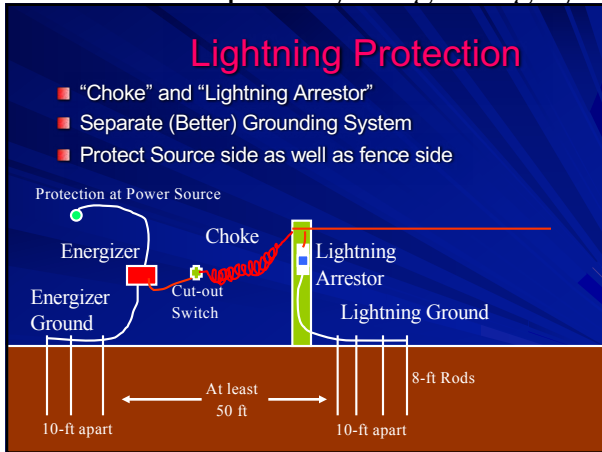 Lightning Protection
“Choke” and “Lightning Arrestor”
Separate (Better) Grounding System
Protect Source side as well as fence side
Protection at Power Source
Energizer
Choke
Lightning
Arrestor
Cut-out
Switch
Energizer
Ground
Lightning Ground
8-ft Rods
At least
50 ft
10-ft apart
10-ft apart